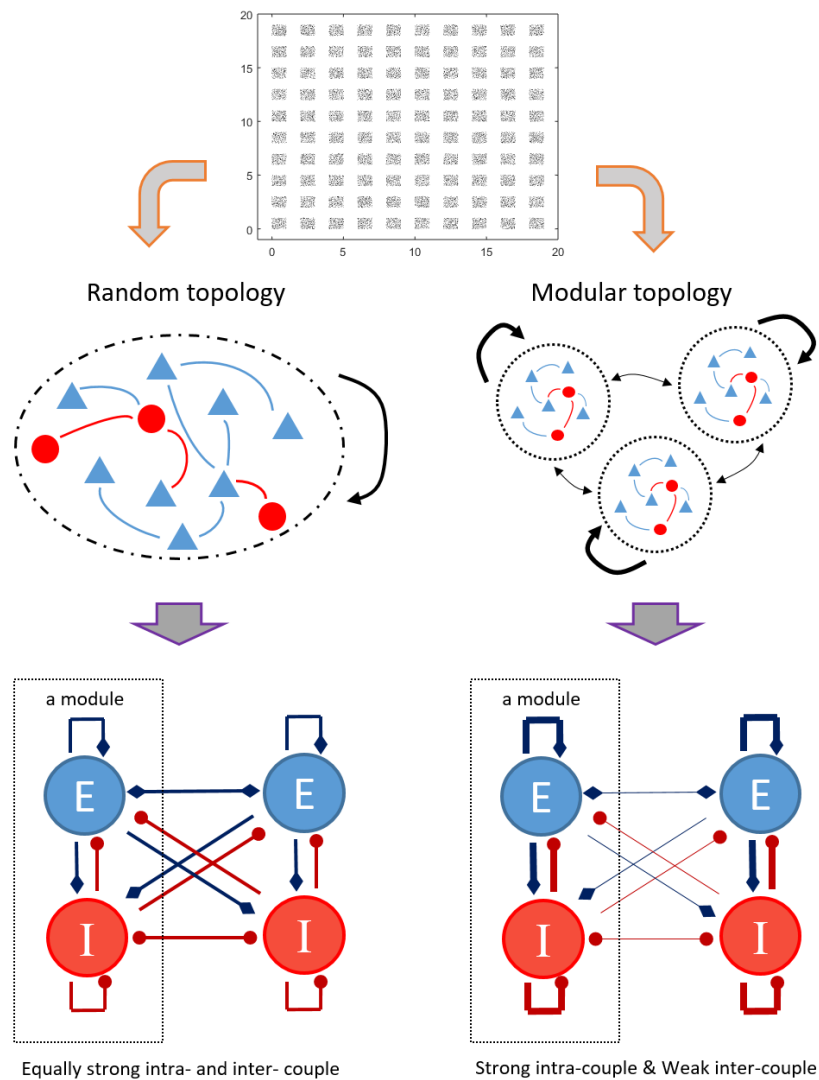 20
15
10
5
0
0 5 10 15 20
Random topology
Modular topology
a module
a module
E E
E E
I I
I I
Equally strong intra- and inter- couple
Strong intra-couple & Weak inter-couple